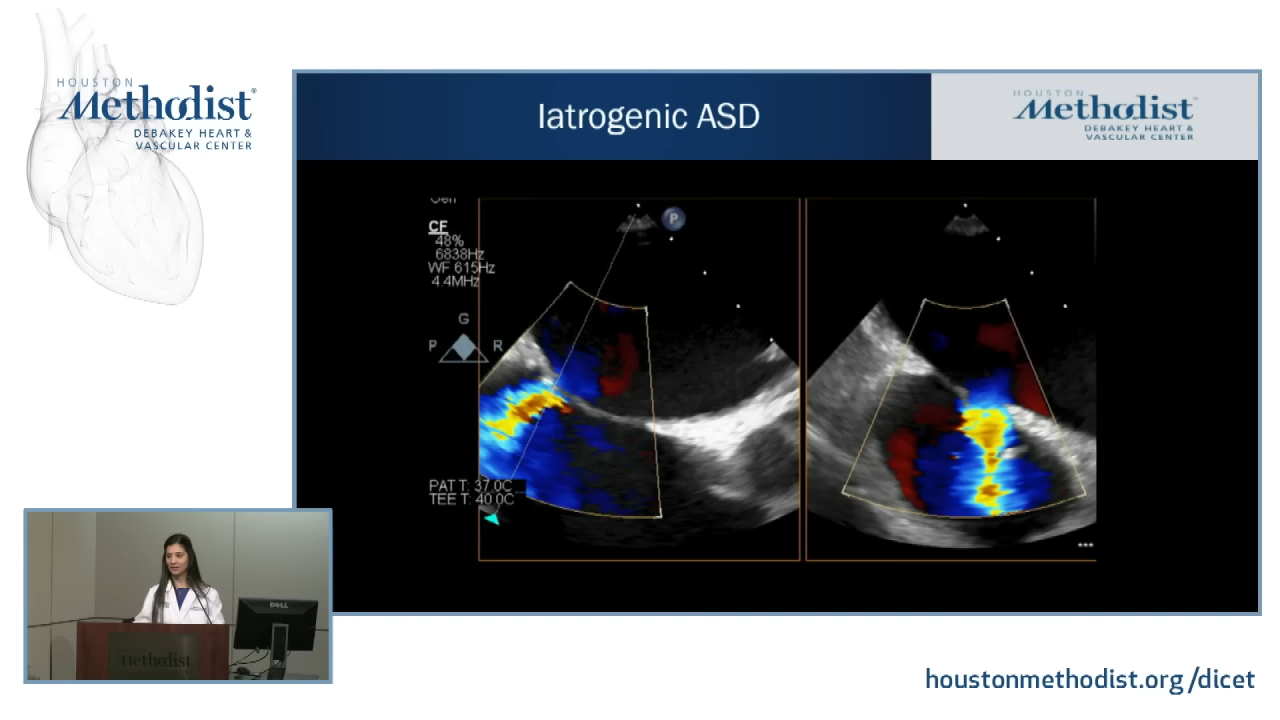 HOUSTON
Methodist®
DEBAKEY HEART &
VASCULAR CENTER
Iatrogenic ASD
HOUSTON
Methodist
DEBAKEY HEART &
VASCULAR CENTER
Gen
CF
48%
6838Hz
WF 615Hz
4.4MHz
G
P R
P
PAT T: 37.0C
TEE T: 40.0C
DELL
Methodist
houstonmethodist.org/dicet